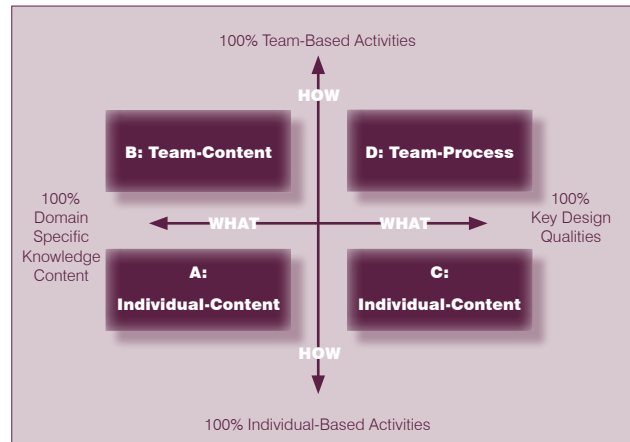 100% Team-Based Activities
HOW
B: Team-Content
D: Team-Process
100%
Domain
Specific
Knowledge
Content
WHAT
WHAT
100%
Key Design
Qualities
A:
Individual-Content
C:
Individual-Content
HOW
100% Individual-Based Activities